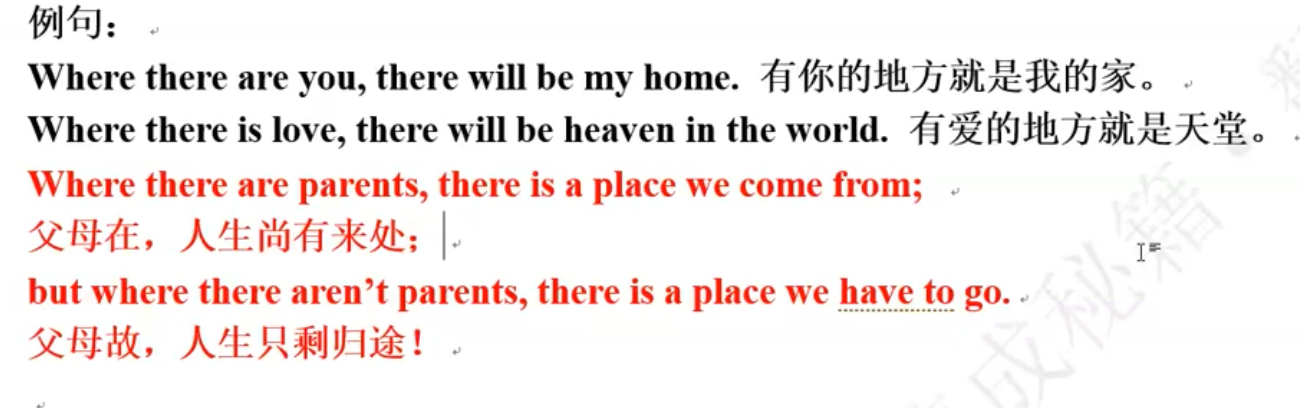 例句：
Where there are you, there will be my home. 有你的地方就是我的家。
Where there is love, there will be heaven in the world. 有爱的地方就是天堂。
Where there are parents, there is a place we come from;
父母在，人生尚有来处；
but where there aren’t parents, there is a place we have to go.
父母故，人生只剩归途！
成秘籍